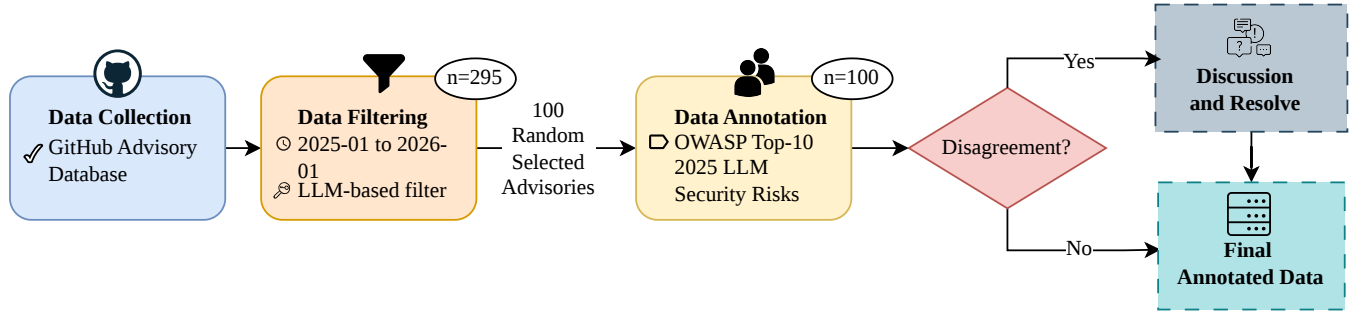 Data Collection
GitHub Advisory
Database
n=295
Data Filtering
2025-01 to 2026-
01
LLM-based filter
100
Random
Selected
Advisories
n=100
Data Annotation
OWASP Top-10
2025 LLM
Security Risks
Disagreement?
Yes
No
Discussion
and Resolve
Final
Annotated Data